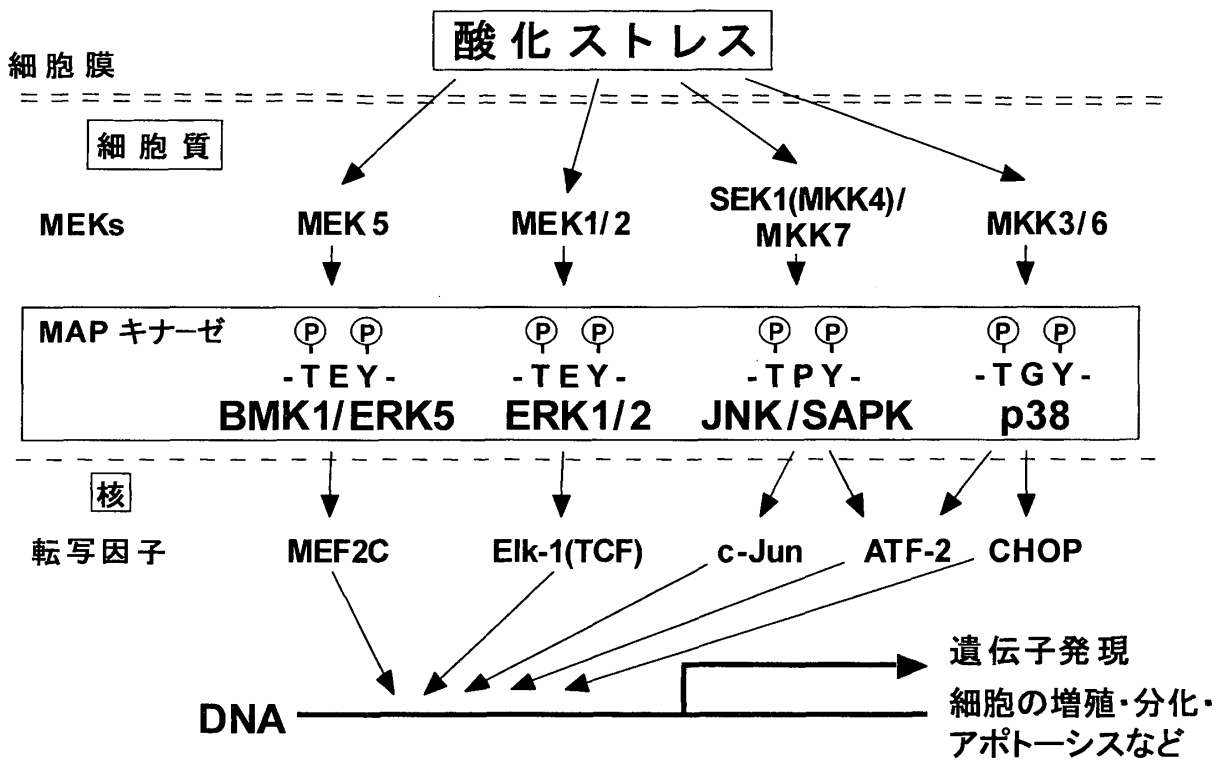 酸化ストレス
細胞膜
細胞質
MEKs
MEK 5
MEK1/2
SEK1(MKK4)/
MKK7
MKK3/6
MAP キナーゼ
P P P P P P P P
-TEY- -TEY- -TPY- -TGY-
BMK1/ERK5 ERK1/2 JNK/SAPK p38
核
転写因子 MEF2C Elk-1(TCF) c-Jun ATF-2 CHOP
遺伝子発現
DNA
細胞の増殖・分化・
アポトーシスなど